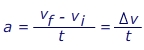 a = (v_f - v_i)/t = Δv/t